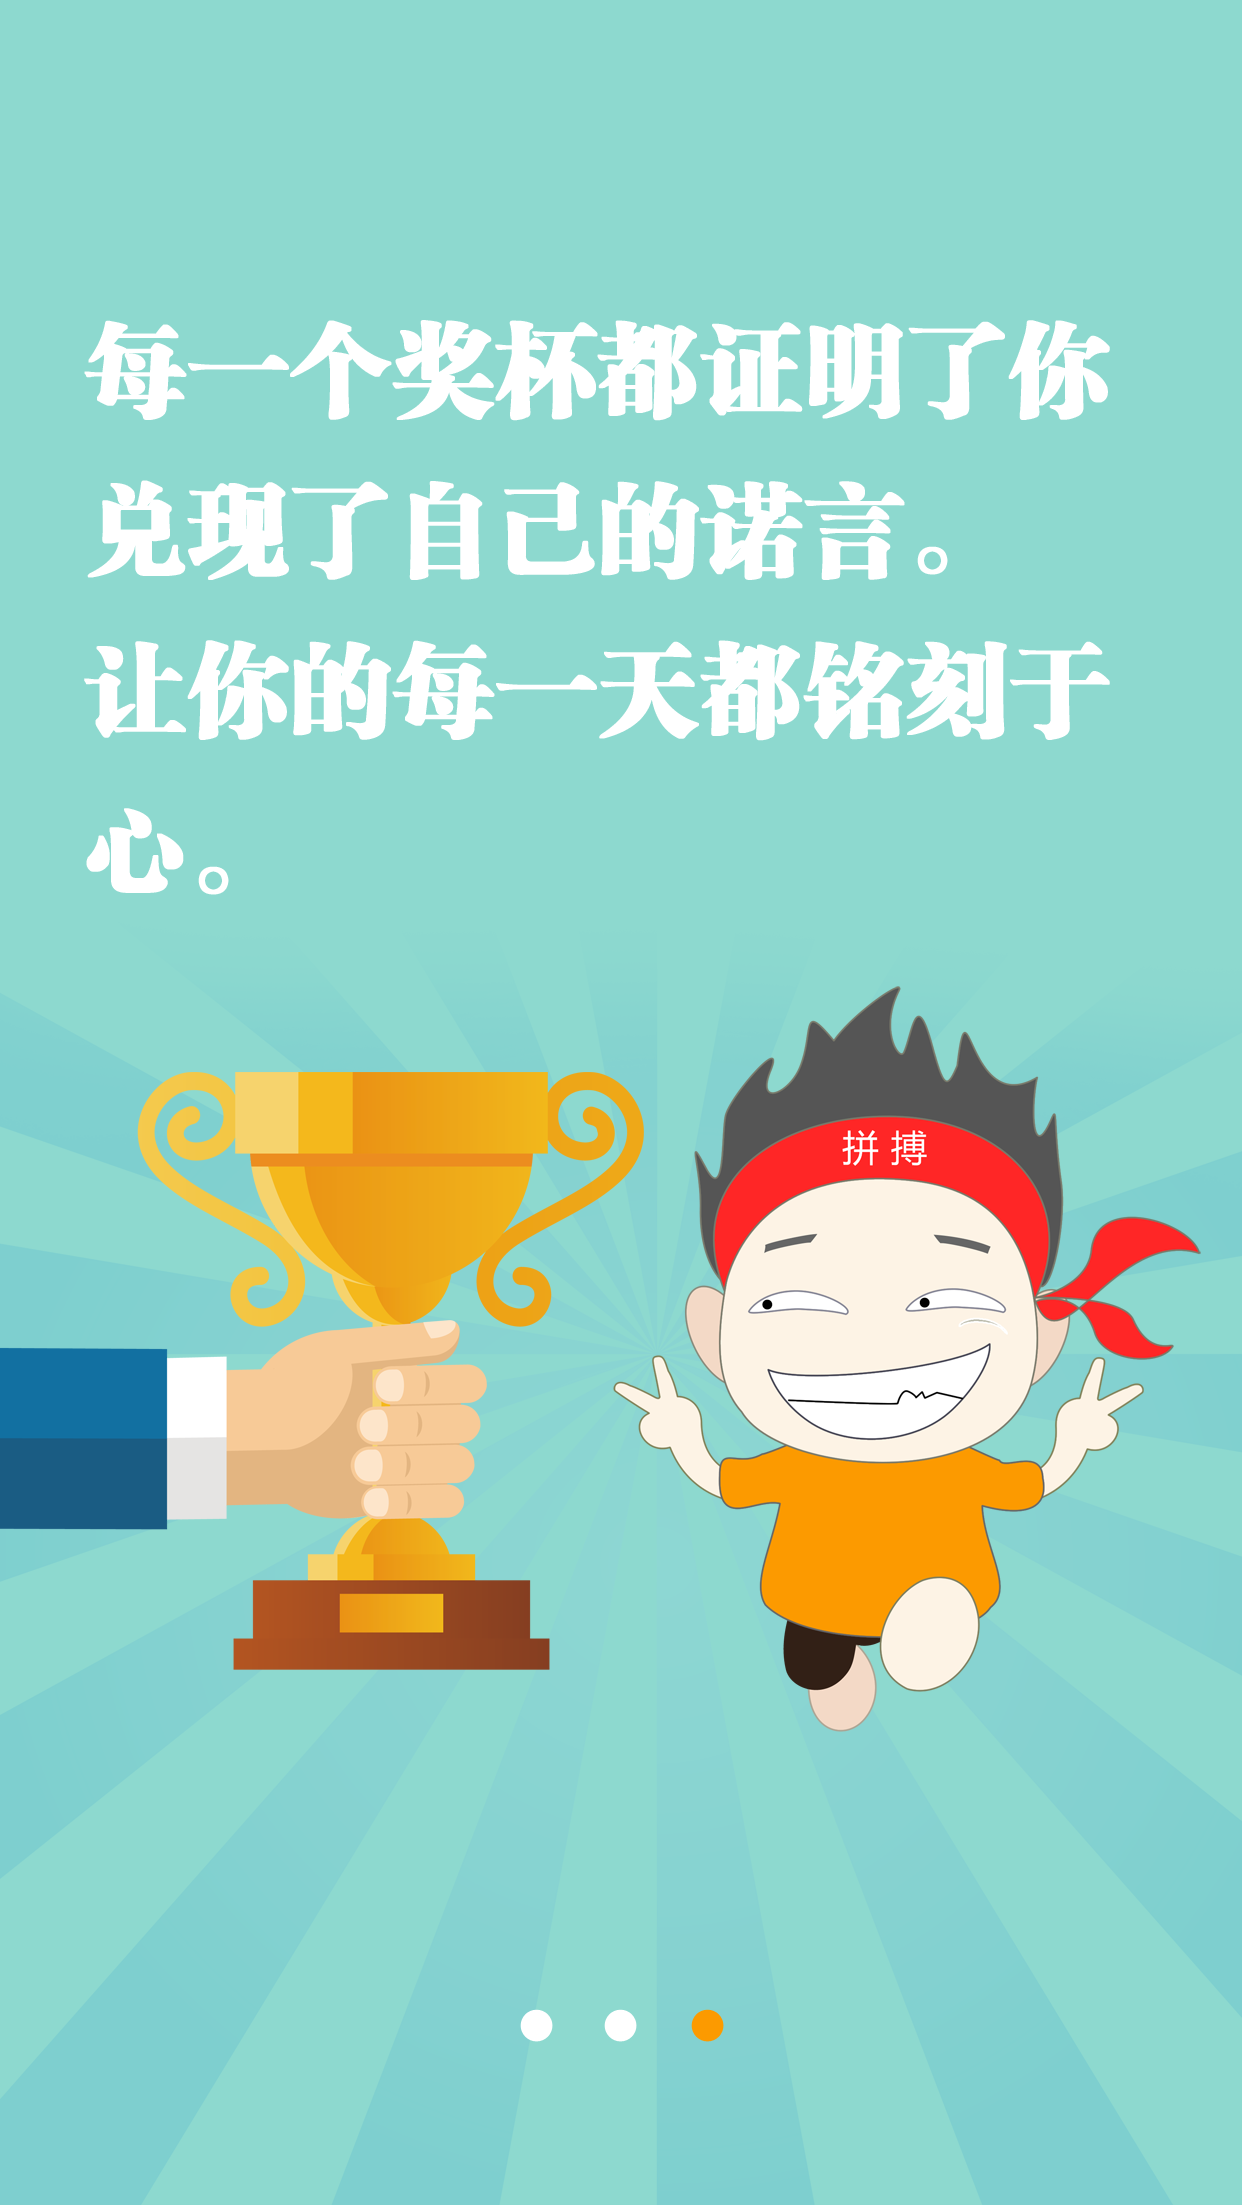 每一个奖杯都证明了你
兑现了自己的诺言。
让你的每一天都铭刻于
心。
拼搏